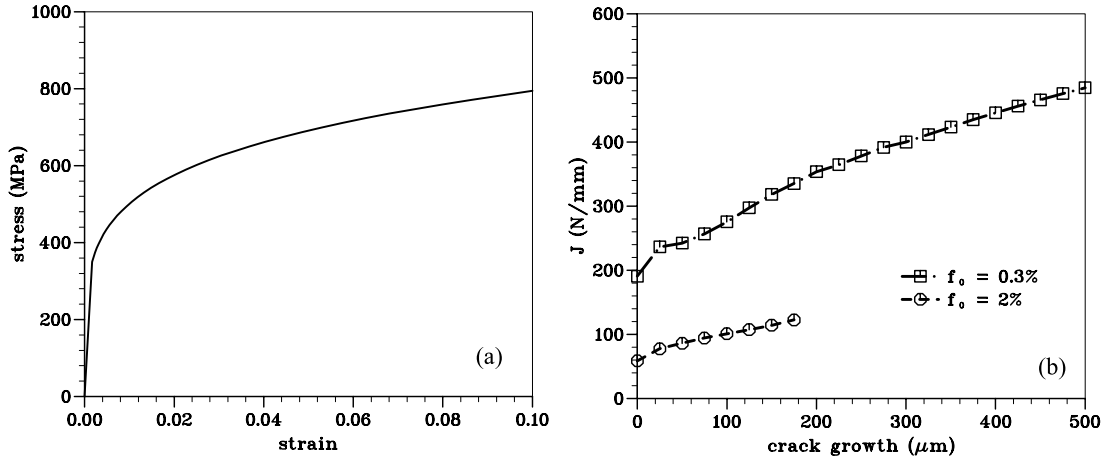 1000
800
600
400
200
0
stress (MPa)
0.00 0.02 0.04 0.06 0.08 0.10
strain
(a)
600
500
400
300
200
100
0
J (N/mm)
f₀ = 0.3%
f₀ = 2%
0 100 200 300 400 500
crack growth (μm)
(b)